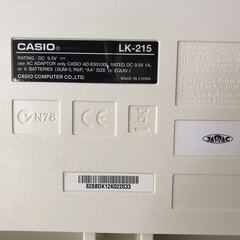 CASIO LK-215
RATING : DC 9.5V
use AC ADAPTOR only CASIO AD-E95100L RATED DC 9.5V 1A,
or 6 BATTERIES (SUM-3, R6P, "AA" SIZE or EQUIV.)
CASIO COMPUTER CO.,LTD.
MADE IN CHINA
N78
CE
JASRAC
828BDK12K022033